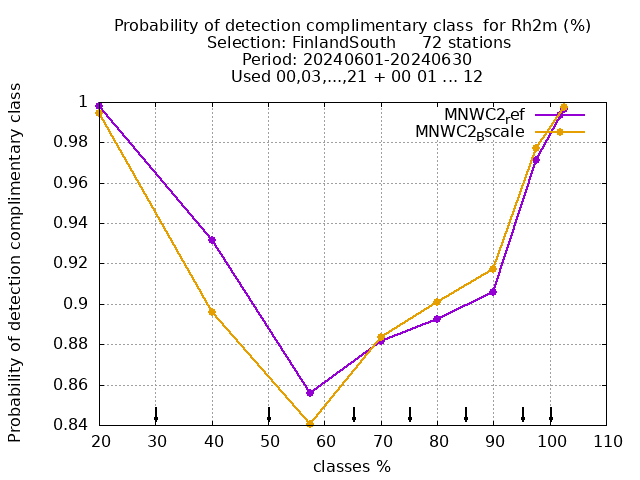 Probability of detection complimentary class  for Rh2m (%)
Selection: FinlandSouth     72 stations
Period: 20240601-20240630
Used 00,03,...,21 + 00 01 ... 12
MNWC2ref
MNWC2Bscale
Probability of detection complimentary class
1
0.98
0.96
0.94
0.92
0.9
0.88
0.86
0.84
20 30 40 50 60 70 80 90 100 110
classes %